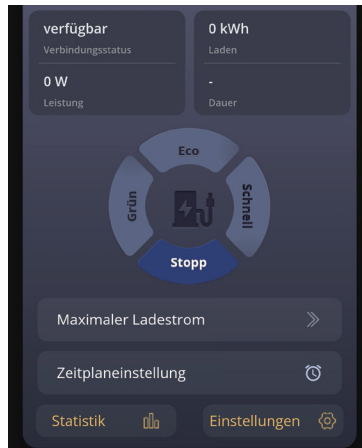 verfügbar
Verbindungsstatus
0 kWh
Laden
0 W
Leistung
-
Dauer
Eco
Grün
Schnell
Stopp
Maximaler Ladestrom
Zeitplaneinstellung
Statistik
Einstellungen